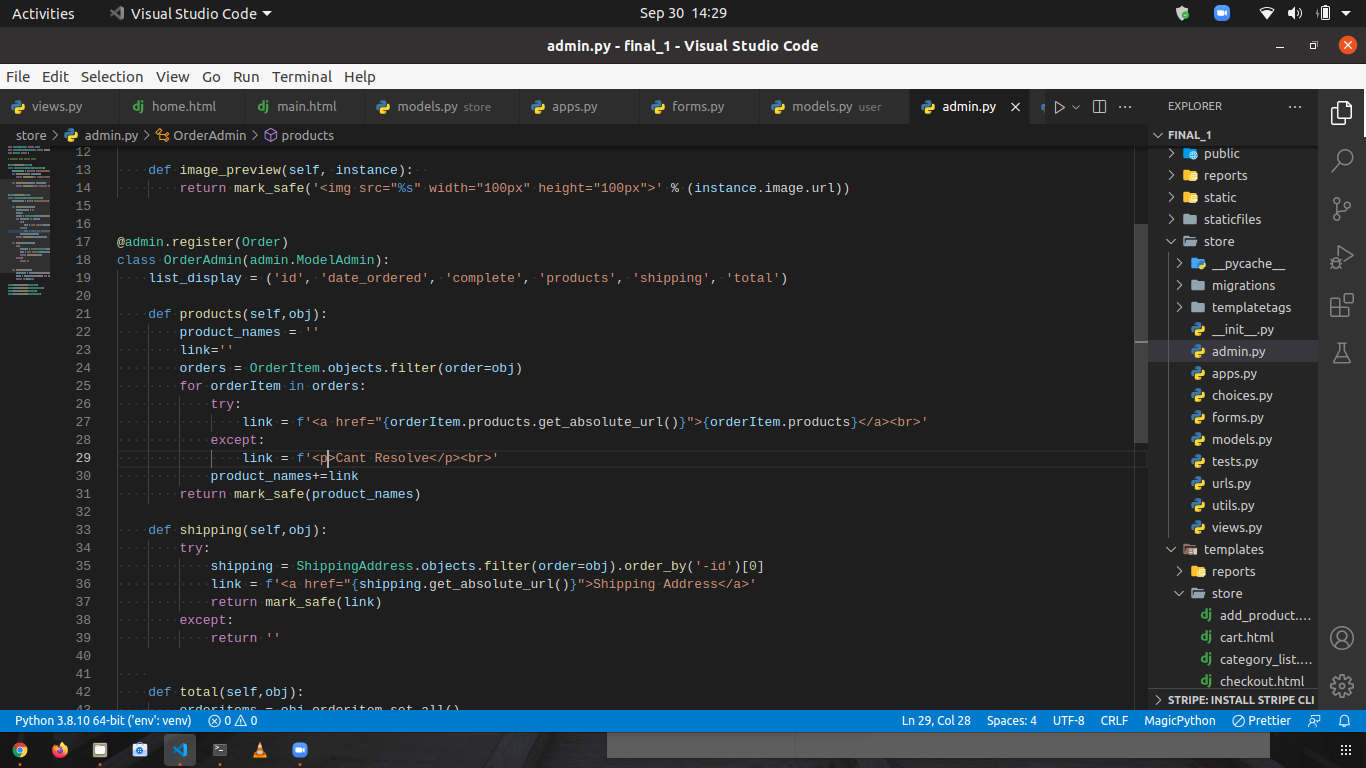 Activities Visual Studio Code Sep 30 14:29
admin.py - final_1 - Visual Studio Code
File Edit Selection View Go Run Terminal Help
views.py home.html main.html models.py store apps.py forms.py models.py user admin.py
store > admin.py > OrderAdmin > products
12
13 def image_preview(self, instance):
14 return mark_safe('<img src="%s" width="100px" height="100px">' % (instance.image.url))
15
16
17 @admin.register(Order)
18 class OrderAdmin(admin.ModelAdmin):
19 list_display = ('id', 'date_ordered', 'complete', 'products', 'shipping', 'total')
20
21 def products(self,obj):
22 product_names = ''
23 link=''
24 orders = OrderItem.objects.filter(order=obj)
25 for orderItem in orders:
26 try:
27 link = f'<a href="{orderItem.products.get_absolute_url()}">{orderItem.products}</a><br>'
28 except:
29 link = f'<p>Cant Resolve</p><br>'
30 product_names+=link
31 return mark_safe(product_names)
32
33 def shipping(self,obj):
34 try:
35 shipping = ShippingAddress.objects.filter(order=obj).order_by('-id')[0]
36 link = f'<a href="{shipping.get_absolute_url()}">Shipping Address</a>'
37 return mark_safe(link)
38 except:
39 return ''
40
41
42 def total(self,obj):
43 orderitems = obj.orderitem_set.all()
EXPLORER
FINAL_1
public
reports
static
staticfiles
store
__pycache__
migrations
templatetags
__init__.py
admin.py
apps.py
choices.py
forms.py
models.py
tests.py
urls.py
utils.py
views.py
templates
reports
store
add_product....
cart.html
category_list....
checkout.html
STRIPE: INSTALL STRIPE CLI
Python 3.8.10 64-bit ('env': venv) 0 0 Ln 29, Col 28 Spaces: 4 UTF-8 CRLF MagicPython Prettier